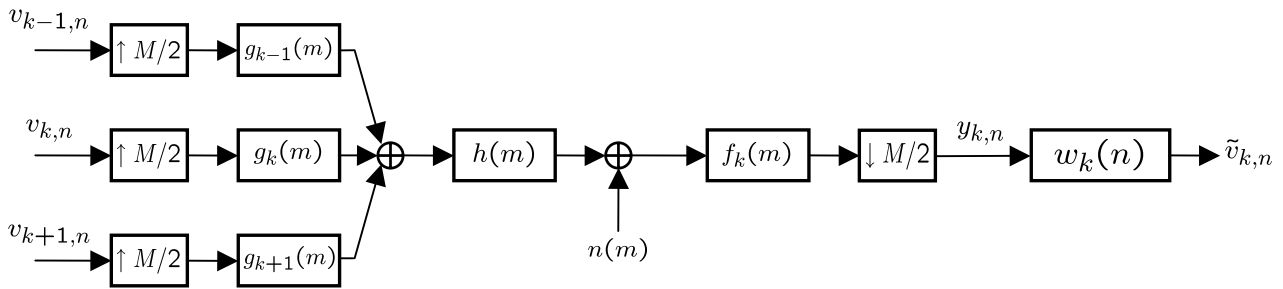 v_{k−1,n}
↑ M/2
g_{k−1}(m)
v_{k,n}
↑ M/2
g_k(m)
h(m)
f_k(m)
↓ M/2
y_{k,n}
w_k(n)
ṽ_{k,n}
v_{k+1,n}
↑ M/2
g_{k+1}(m)
n(m)